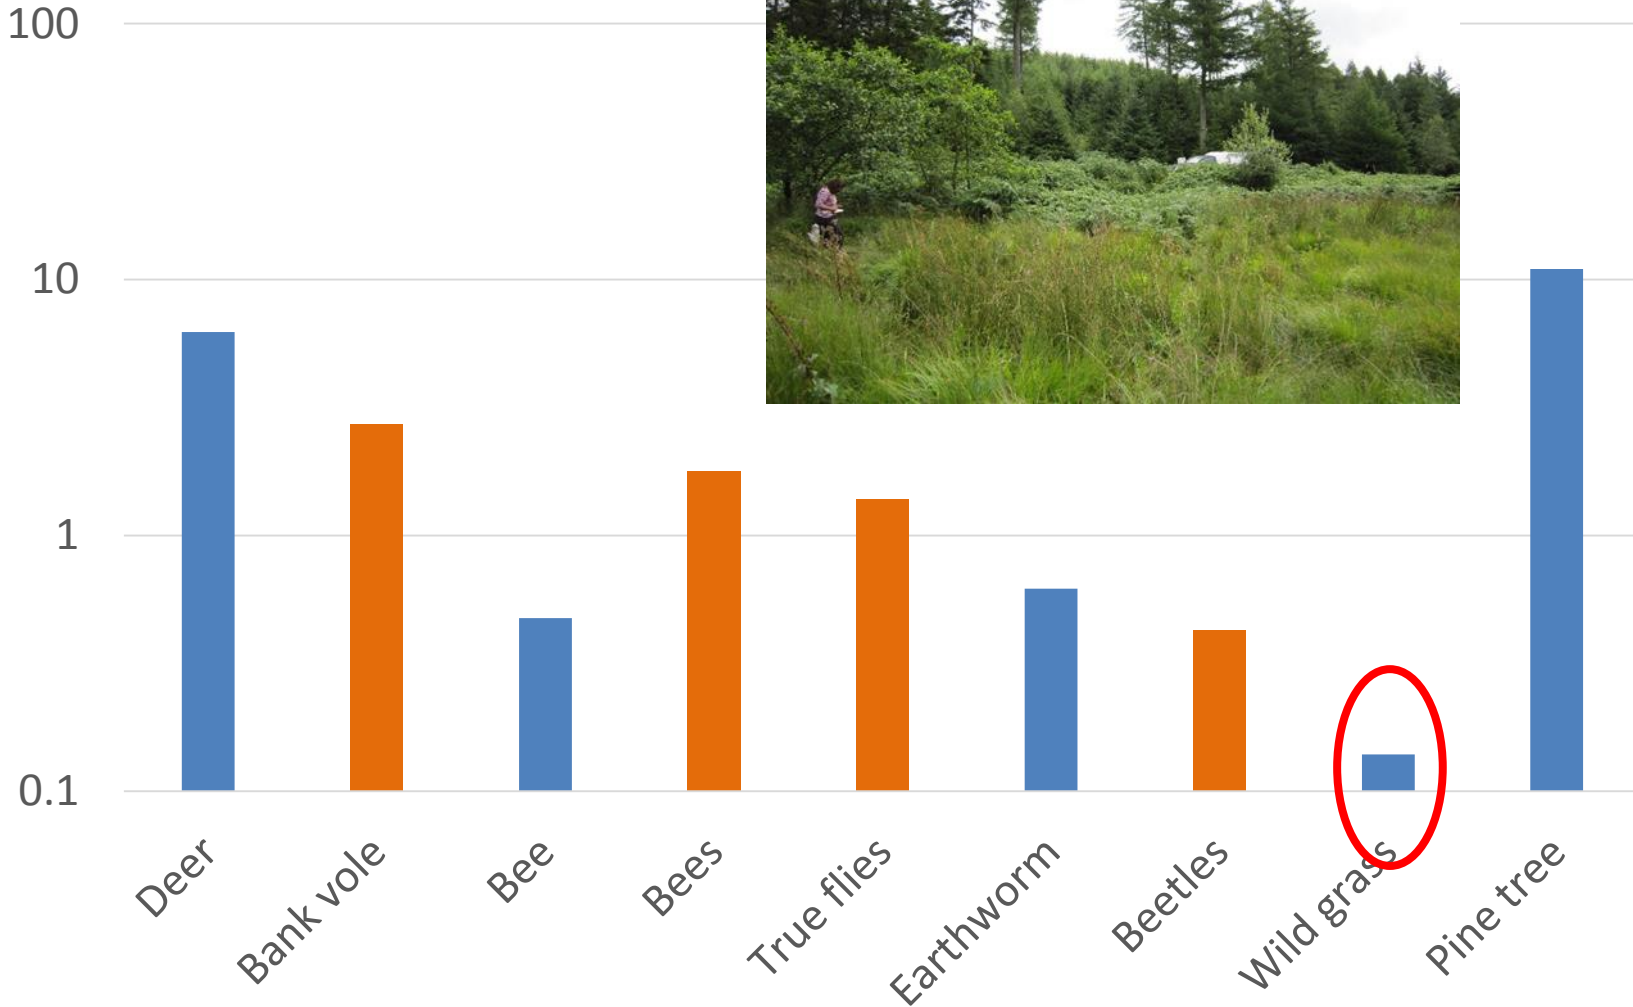 100
10
1
0.1
Deer
Bank vole
Bee
Bees
True flies
Earthworm
Beetles
Wild grass
Pine tree